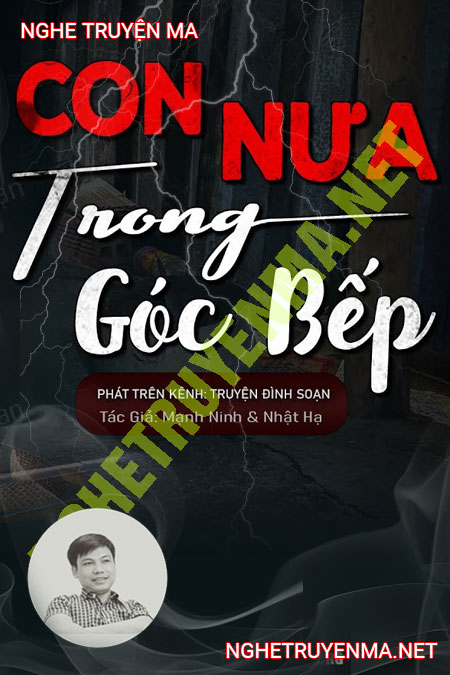 NGHE TRUYỆN MA
CON NƯA
Trong
Góc Bếp
PHÁT TRÊN KÊNH: TRUYỆN ĐÌNH SOẠN
Tác Giả: Mạnh Ninh & Nhật Hạ
NGHETRUYENMA.NET
NGHETRUYENMA.NET